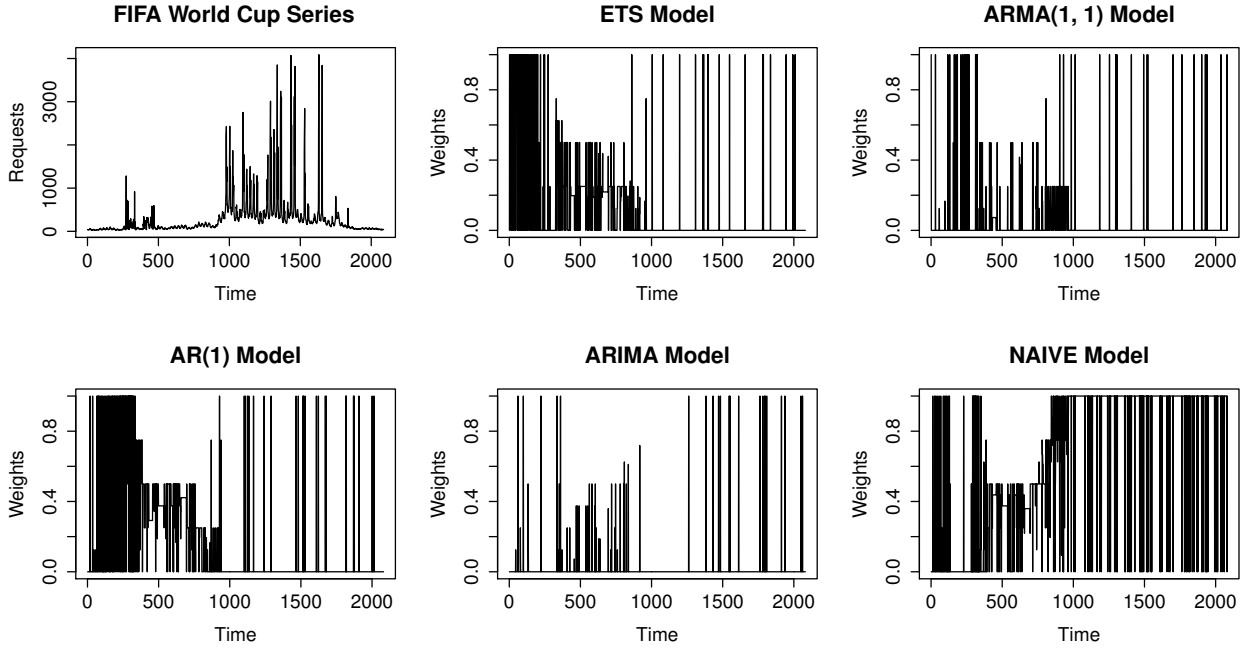 FIFA World Cup Series
Requests
0 1000 3000
0 500 1000 1500 2000
Time
ETS Model
Weights
0.0 0.4 0.8
0 500 1000 1500 2000
Time
ARMA(1, 1) Model
Weights
0.0 0.4 0.8
0 500 1000 1500 2000
Time
AR(1) Model
Weights
0.0 0.4 0.8
0 500 1000 1500 2000
Time
ARIMA Model
Weights
0.0 0.4 0.8
0 500 1000 1500 2000
Time
NAIVE Model
Weights
0.0 0.4 0.8
0 500 1000 1500 2000
Time